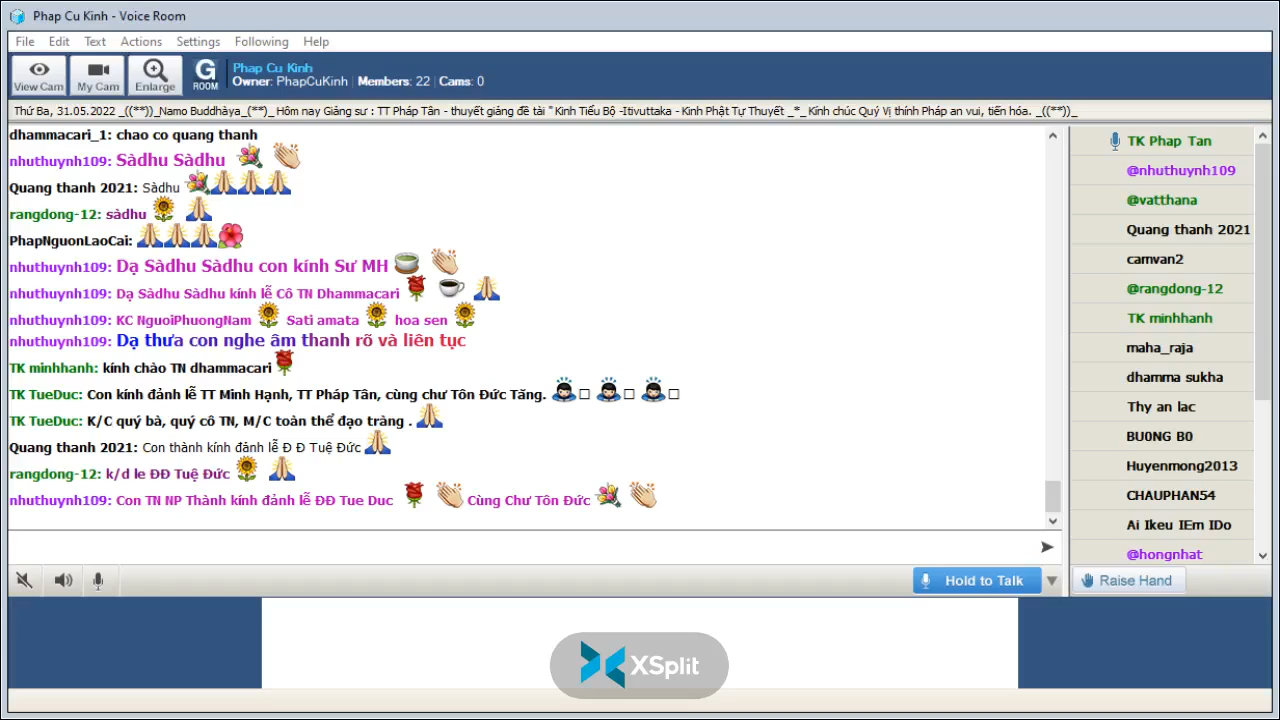 Phap Cu Kinh - Voice Room
File Edit Text Actions Settings Following Help
View Cam My Cam Enlarge G ROOM
Phap Cu Kinh
Owner: PhapCuKinh | Members: 22 | Cams: 0
Thứ Ba, 31.05.2022 _((**))_Namo Buddhàya_(**)_ Hôm nay Giảng sư : TT Pháp Tân - thuyết giảng đề tài " Kinh Tiểu Bộ -Itivuttaka - Kinh Phật Tự Thuyết _*_ Kính chúc Quý Vị thính Pháp an vui, tiến hóa. _((**))_
dhammacari_1: chao co quang thanh
nhuthuynh109: Sàdhu Sàdhu
Quang thanh 2021: Sàdhu
rangdong-12: sàdhu
PhapNguonLaoCai:
nhuthuynh109: Dạ Sàdhu Sàdhu con kính Sư MH
nhuthuynh109: Dạ Sàdhu Sàdhu kính lễ Cô TN Dhammacari
nhuthuynh109: KC NguoiPhuongNam Sati amata hoa sen
nhuthuynh109: Dạ thưa con nghe âm thanh rõ và liên tục
TK minhhanh: kính chào TN dhammacari
TK TueDuc: Con kính đảnh lễ TT Minh Hạnh, TT Pháp Tân, cùng chư Tôn Đức Tăng.
TK TueDuc: K/C quý bà, quý cô TN, M/C toàn thể đạo tràng .
Quang thanh 2021: Con thành kính đảnh lễ Đ Đ Tuệ Đức
rangdong-12: k/d le ĐĐ Tuệ Đức
nhuthuynh109: Con TN NP Thành kính đảnh lễ ĐĐ Tue Duc Cùng Chư Tôn Đức
TK Phap Tan
@nhuthuynh109
@vatthana
Quang thanh 2021
camvan2
@rangdong-12
TK minhhanh
maha_raja
dhamma sukha
Thy an lac
BU0NG B0
Huyenmong2013
CHAUPHAN54
Ai Ikeu IEm IDo
@hongnhat
Hold to Talk
Raise Hand
XSplit